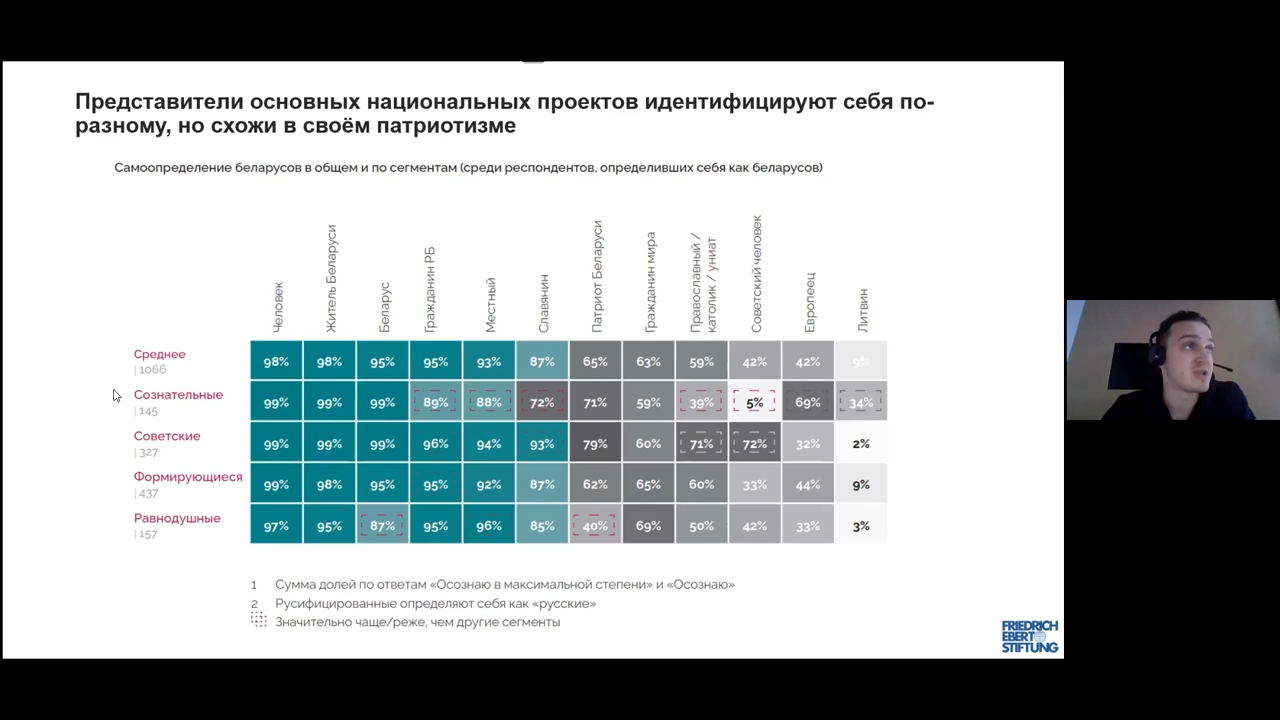 Представители основных национальных проектов идентифицируют себя по-
разному, но схожи в своём патриотизме
Самоопределение беларусов в общем и по сегментам (среди респондентов, определивших себя как беларусов)
Человек
Житель Беларуси
Беларус
Гражданин РБ
Местный
Славянин
Патриот Беларуси
Гражданин мира
Православный /
католик / униат
Советский человек
Европеец
Литвин
Среднее
| 1066
98% 98% 95% 95% 93% 87% 65% 63% 59% 42% 42% 9%
Сознательные
| 145
99% 99% 99% 89% 88% 72% 71% 59% 39% 5% 69% 34%
Советские
| 327
99% 99% 99% 96% 94% 93% 79% 60% 71% 72% 32% 2%
Формирующиеся
| 437
99% 98% 95% 95% 92% 87% 62% 65% 60% 33% 44% 9%
Равнодушные
| 157
97% 95% 87% 95% 96% 85% 40% 69% 50% 42% 33% 3%
1 Сумма долей по ответам «Осознаю в максимальной степени» и «Осознаю»
2 Русифицированные определяют себя как «русские»
Значительно чаще/реже, чем другие сегменты
FRIEDRICH
EBERT
STIFTUNG